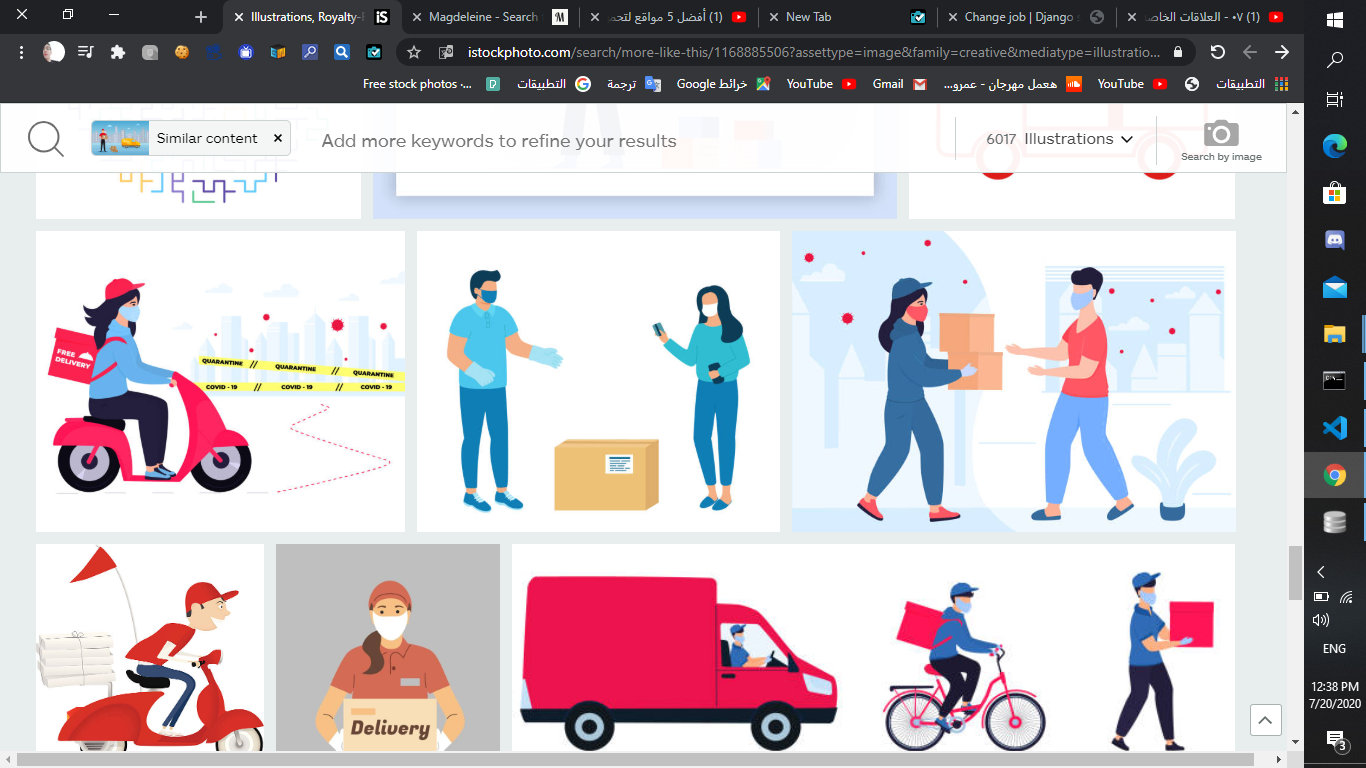 Illustrations, Royalty-F
Magdeleine - Search
(1) أفضل 5 مواقع لتحم
New Tab
Change job | Django s
(1) ٠٧ - العلاقات الخاص
istockphoto.com/search/more-like-this/1168885506?assettype=image&family=creative&mediatype=illustratio...
Free stock photos ·...
التطبيقات
ترجمة
خرائط Google
YouTube
Gmail
هعمل مهرجان - عمرو...
YouTube
التطبيقات
Similar content
Add more keywords to refine your results
6017 Illustrations
Search by image
FREE
DELIVERY
QUARANTINE // QUARANTINE // QUARANTINE
COVID - 19 // COVID - 19 // COVID - 19
Delivery
ENG
12:38 PM
7/20/2020
3